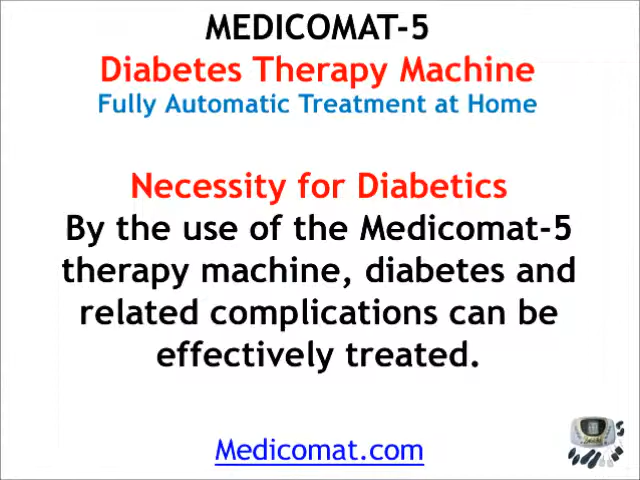 MEDICOMAT-5
Diabetes Therapy Machine
Fully Automatic Treatment at Home
Necessity for Diabetics
By the use of the Medicomat-5
therapy machine, diabetes and
related complications can be
effectively treated.
Medicomat.com